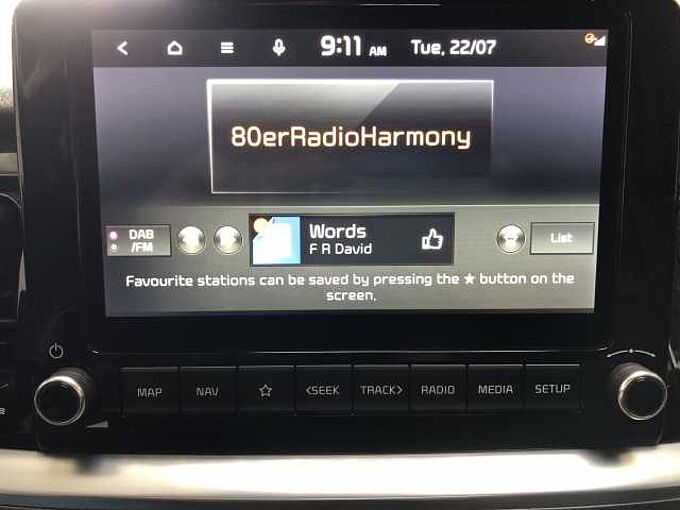 9:11 AM Tue, 22/07
80erRadioHarmony
DAB
/FM
Words
F R David
List
Favourite stations can be saved by pressing the ★ button on the
screen.
MAP NAV ☆ <SEEK TRACK> RADIO MEDIA SETUP